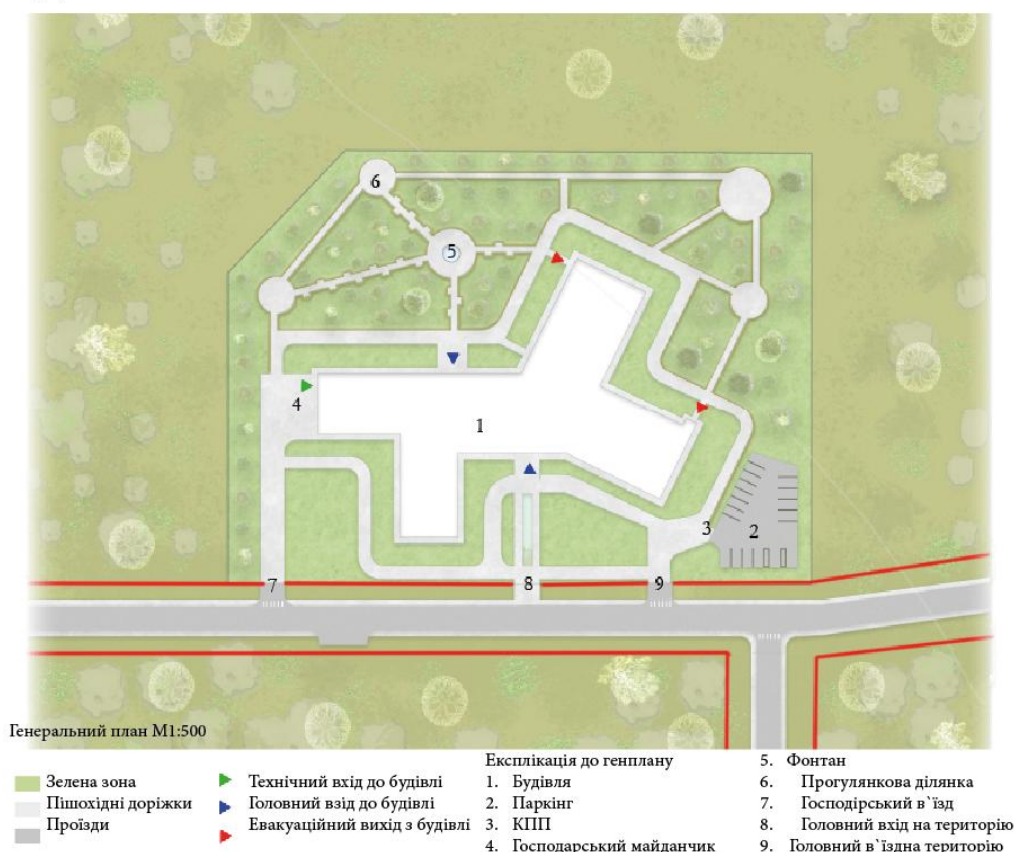 6
5
4
1
3
2
7
8
9
Генеральний план М1:500
Зелена зона
Пішохідні доріжки
Проїзди
Технічний вхід до будівлі
Головний взід до будівлі
Евакуаційний вихід з будівлі
Експлікація до генплану
1. Будівля
2. Паркінг
3. КПП
4. Господарський майданчик
5. Фонтан
6. Прогулянкова ділянка
7. Господірський в`їзд
8. Головний вхід на територію
9. Головний в`їздна територію